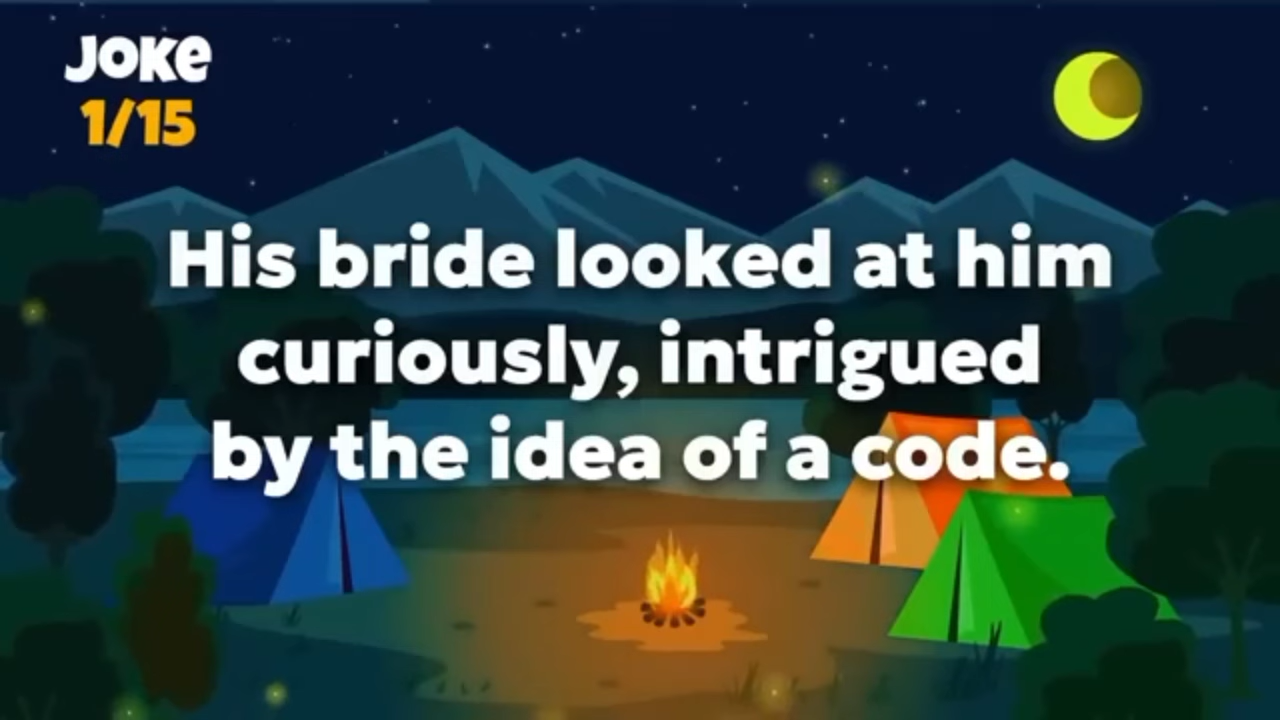 Joke
1/15
His bride looked at him
curiously, intrigued
by the idea of a code.